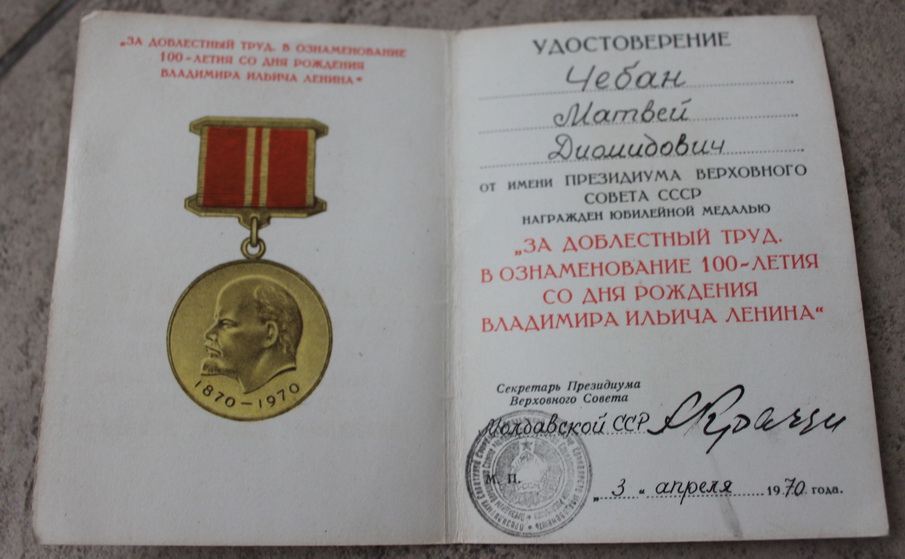 „ЗА ДОБЛЕСТНЫЙ ТРУД. В ОЗНАМЕНОВАНИЕ
100-ЛЕТИЯ СО ДНЯ РОЖДЕНИЯ
ВЛАДИМИРА ИЛЬИЧА ЛЕНИНА“
1870–1970
УДОСТОВЕРЕНИЕ
Чебан
Матвей
Диомидович
ОТ ИМЕНИ ПРЕЗИДИУМА ВЕРХОВНОГО
СОВЕТА СССР
НАГРАЖДЕН ЮБИЛЕЙНОЙ МЕДАЛЬЮ
„ЗА ДОБЛЕСТНЫЙ ТРУД.
В ОЗНАМЕНОВАНИЕ 100-ЛЕТИЯ
СО ДНЯ РОЖДЕНИЯ
ВЛАДИМИРА ИЛЬИЧА ЛЕНИНА“
Секретарь Президиума
Верховного Совета
Молдавской ССР
М. П.
„3“ апреля 1970 года.